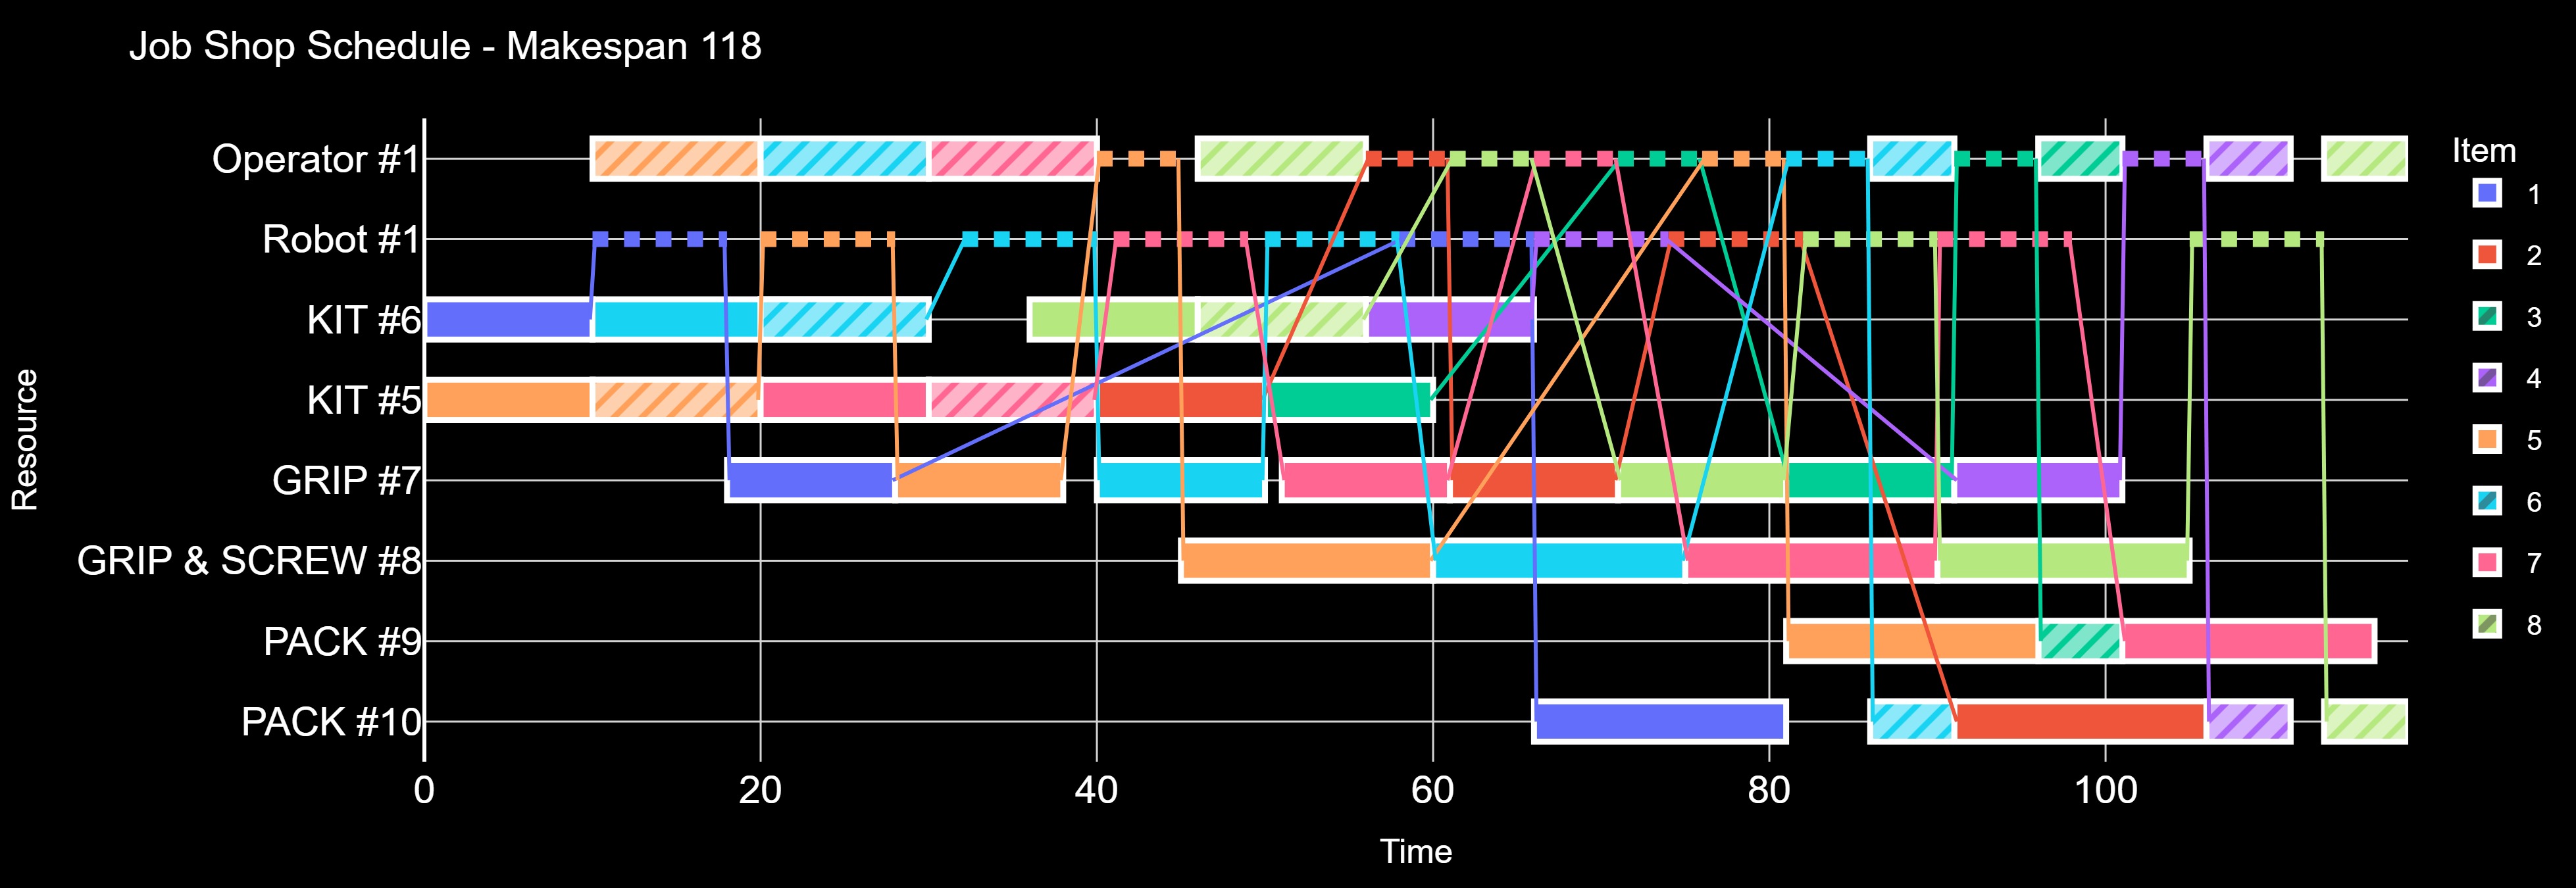 Job Shop Schedule - Makespan 118
Operator #1
Robot #1
KIT #6
KIT #5
GRIP #7
GRIP & SCREW #8
PACK #9
PACK #10
Resource
0 20 40 60 80 100
Time
Item
1
2
3
4
5
6
7
8